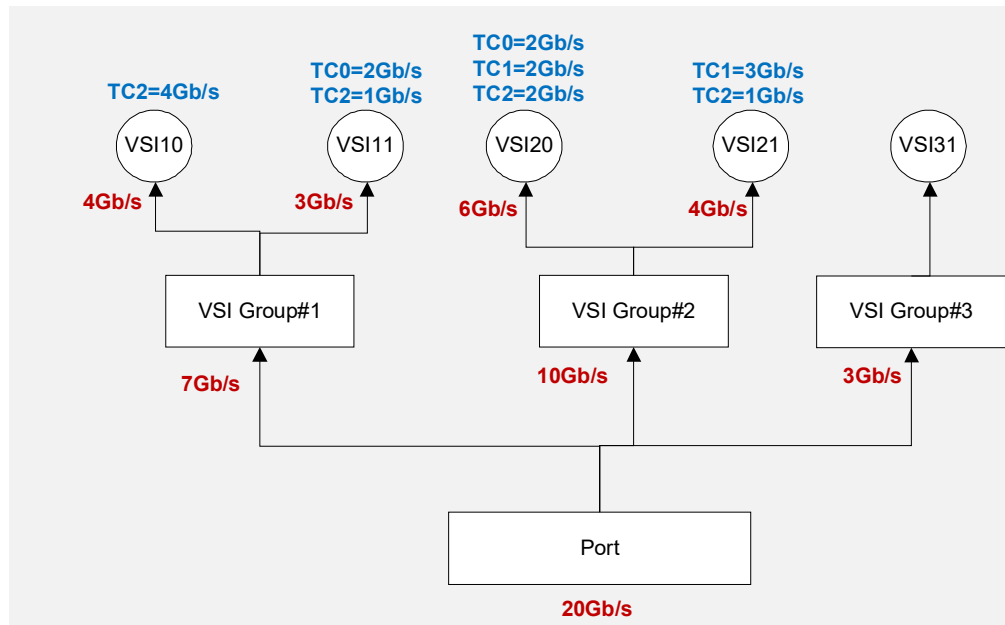 TC0=2Gb/s
TC0=2Gb/s
TC1=2Gb/s
TC1=3Gb/s
TC2=4Gb/s
TC2=1Gb/s
TC2=2Gb/s
TC2=1Gb/s
VSI10
VSI11
VSI20
VSI21
VSI31
4Gb/s
3Gb/s
6Gb/s
4Gb/s
VSI Group#1
VSI Group#2
VSI Group#3
7Gb/s
10Gb/s
3Gb/s
Port
20Gb/s